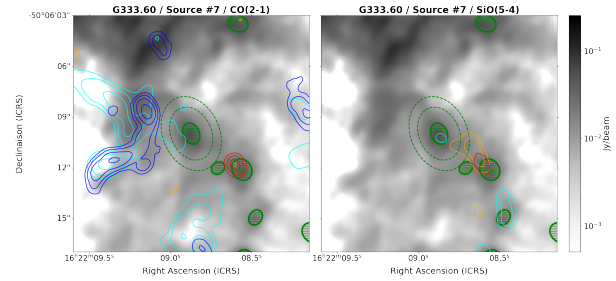 G333.60 / Source #7 / CO(2-1)
G333.60 / Source #7 / SiO(5-4)
-50°06'03"
06"
09"
12"
15"
Declinaison (ICRS)
16ʰ22ᵐ09.5ˢ
09.0
08.5ˢ
16ʰ22ᵐ09.5ˢ
09.0
08.5ˢ
Right Ascension (ICRS)
Right Ascension (ICRS)
10⁻¹
10⁻²
10⁻³
Jy/beam